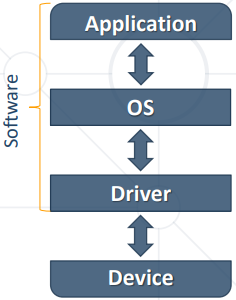 Software
Application
OS
Driver
Device